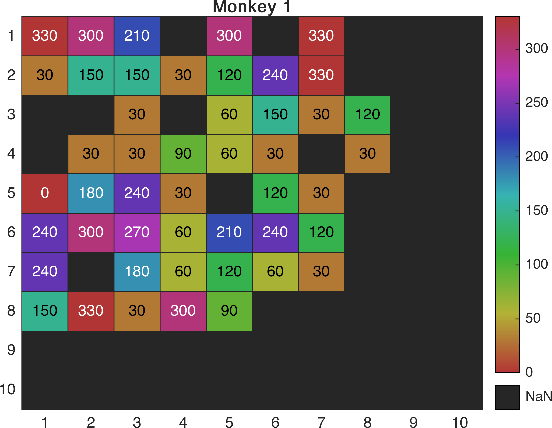 Monkey 1
1 330 300 210 300 330
2 30 150 150 30 120 240 330
3 30 60 150 30 120
4 30 30 90 60 30 30
5 0 180 240 30 120 30
6 240 300 270 60 210 240 120
7 240 180 60 120 60 30
8 150 330 30 300 90
9
10
1 2 3 4 5 6 7 8 9 10
300
250
200
150
100
50
0
NaN